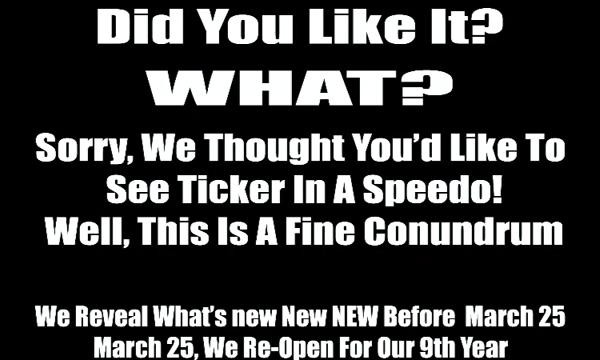 Did You Like It?
WHAT?
Sorry, We Thought You'd Like To
See Ticker In A Speedo!
Well, This Is A Fine Conundrum
We Reveal What's new New NEW Before March 25
March 25, We Re-Open For Our 9th Year